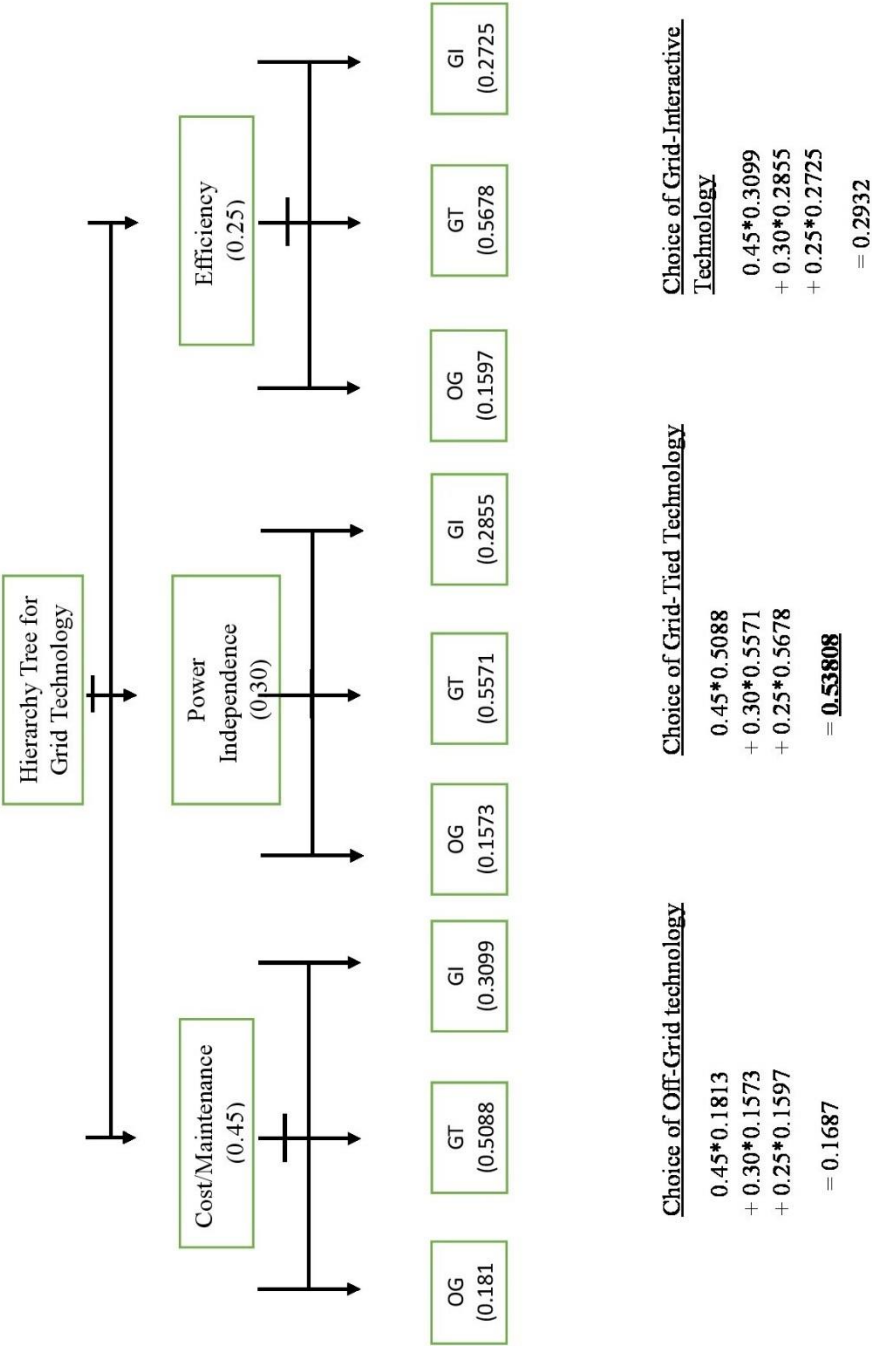 Hierarchy Tree for
Grid Technology
Cost/Maintenance
(0.45)
Power
Independence
(0.30)
Efficiency
(0.25)
OG
(0.181
GT
(0.5088)
GI
(0.3099)
OG
(0.1573
GT
(0.5571)
GI
(0.2855)
OG
(0.1597)
GT
(0.5678)
GI
(0.2725)
Choice of Off-Grid technology
0.45*0.1813
+ 0.30*0.1573
+ 0.25*0.1597
= 0.1687
Choice of Grid-Tied Technology
0.45*0.5088
+ 0.30*0.5571
+ 0.25*0.5678
= 0.53808
Choice of Grid-Interactive
Technology
0.45*0.3099
+ 0.30*0.2855
+ 0.25*0.2725
= 0.2932